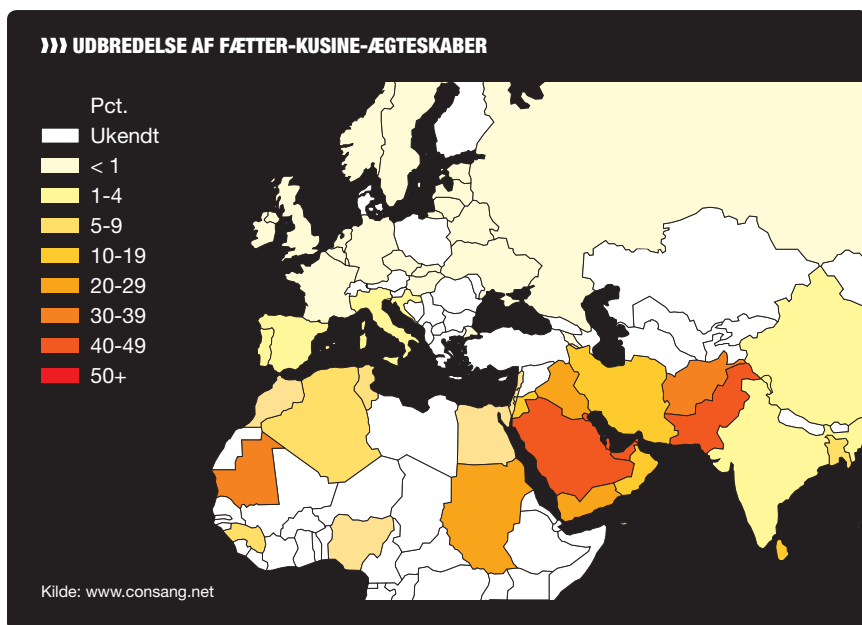 ))) UDBREDELSE AF FÆTTER-KUSINE-ÆGTESKABER
Pct.
Ukendt
< 1
1-4
5-9
10-19
20-29
30-39
40-49
50+
Kilde: www.consang.net